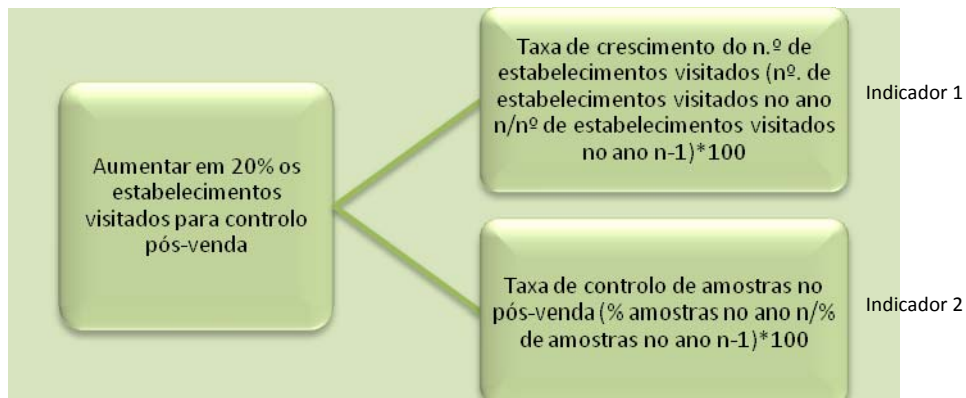 Aumentar em 20% os
estabelecimentos
visitados para controlo
pós-venda
Taxa de crescimento do n.º de
estabelecimentos visitados (nº. de
estabelecimentos visitados no ano
n/nº de estabelecimentos visitados
no ano n-1)*100
Indicador 1
Taxa de controlo de amostras no
pós-venda (% amostras no ano n/%
de amostras no ano n-1)*100
Indicador 2